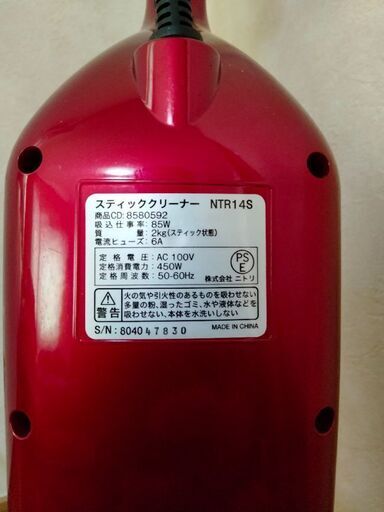 スティッククリーナー NTR14S
商品CD: 8580592
吸込仕事率: 85W
質　　　量: 2kg(スティック状態)
電流ヒューズ: 6A
定 格 電 圧 : AC 100V
定格消費電力: 450W
定格周波数: 50-60Hz
PSE
株式会社 ニトリ
警告
火の気や引火性のあるものを吸わせない
多量の粉、湿ったゴミ、水や液体などを
吸わせない、本体を水洗いしない
S/N: 80404７830
MADE IN CHINA